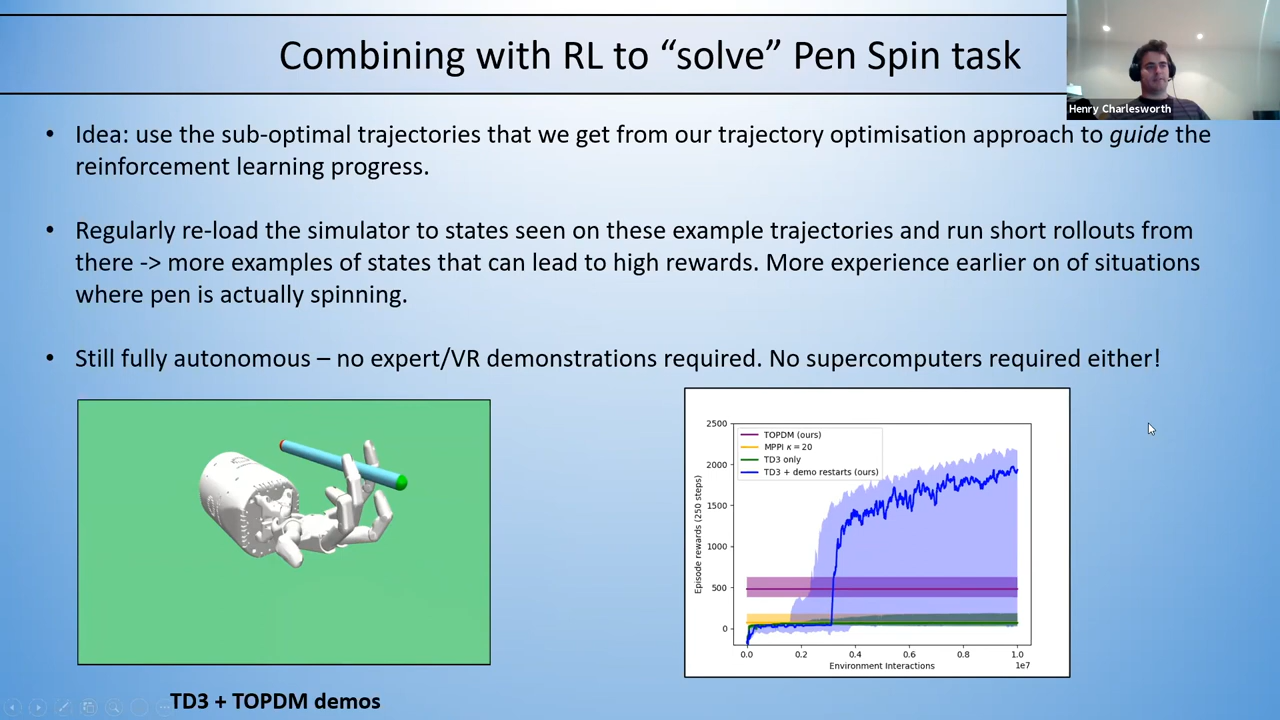 Combining with RL to “solve” Pen Spin task
Henry Charlesworth
• Idea: use the sub-optimal trajectories that we get from our trajectory optimisation approach to guide the
reinforcement learning progress.
• Regularly re-load the simulator to states seen on these example trajectories and run short rollouts from
there -> more examples of states that can lead to high rewards. More experience earlier on of situations
where pen is actually spinning.
• Still fully autonomous – no expert/VR demonstrations required. No supercomputers required either!
TD3 + TOPDM demos
TOPDM (ours)
MPPI κ = 20
TD3 only
TD3 + demo restarts (ours)
Episode rewards (250 steps)
2500
2000
1500
1000
500
0
0.0 0.2 0.4 0.6 0.8 1.0
1e7
Environment Interactions